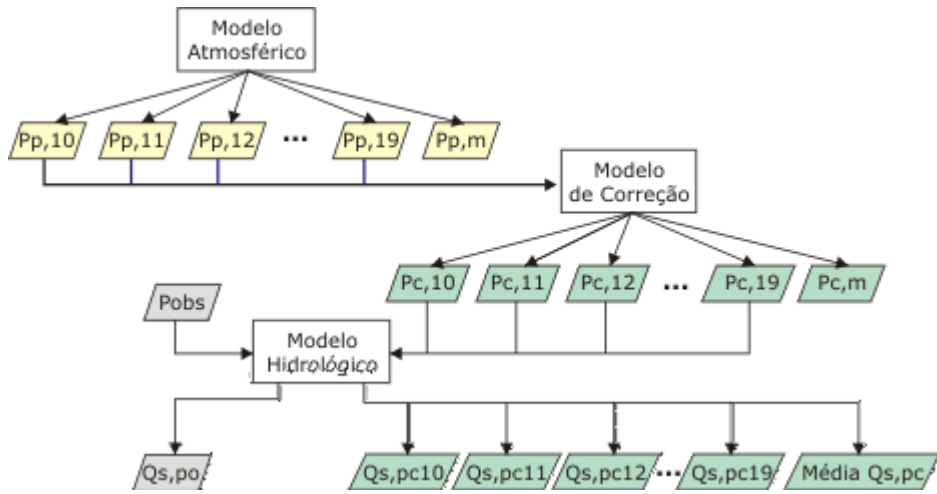 Modelo
Atmosférico
Pp,10 Pp,11 Pp,12 ... Pp,19 Pp,m
Modelo
de Correção
Pc,10 Pc,11 Pc,12 ... Pc,19 Pc,m
Pobs
Modelo
Hidrológico
Qs,po Qs,pc10 Qs,pc11 Qs,pc12 ... Qs,pc19 Média Qs,pc